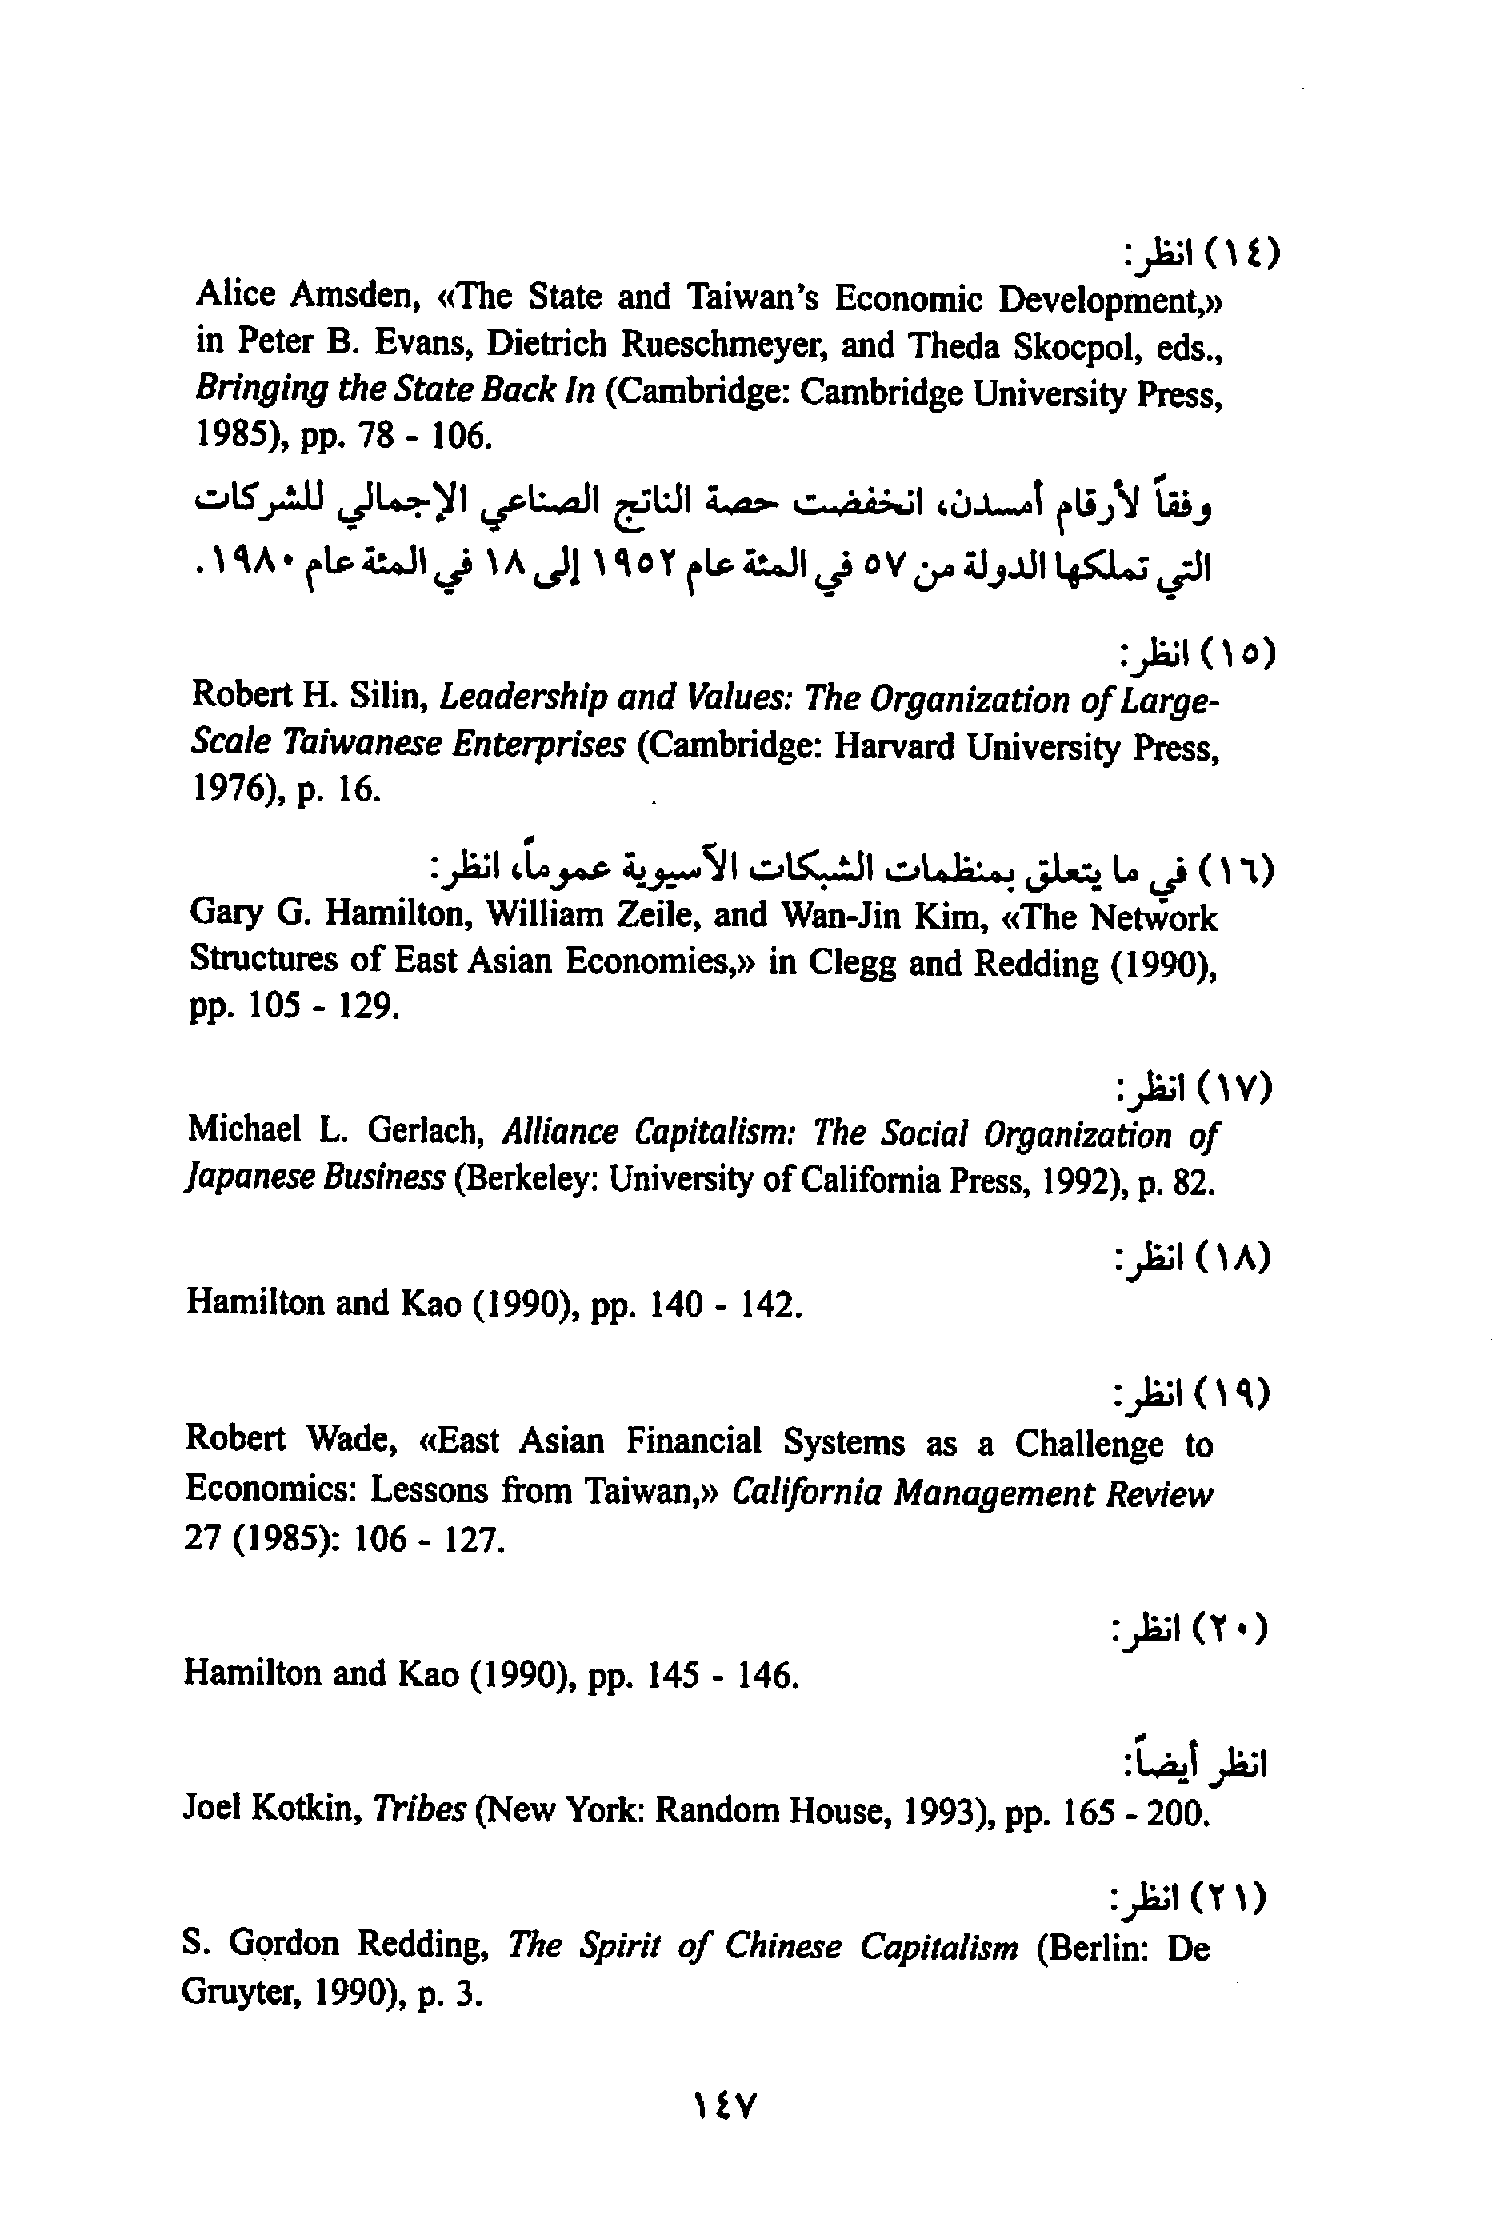 (١٤) انظر:
Alice Amsden, «The State and Taiwan's Economic Development,»
in Peter B. Evans, Dietrich Rueschmeyer, and Theda Skocpol, eds.,
Bringing the State Back In (Cambridge: Cambridge University Press,
1985), pp. 78 - 106.
وفقاً لأرقام أمسدن، انخفضت حصة الناتج الصناعي الإجمالي للشركات
التي تملكها الدولة من ٥٧ في المئة عام ١٩٥٢ إلى ١٨ في المئة عام ١٩٨٠.
(١٥) انظر:
Robert H. Silin, Leadership and Values: The Organization of Large-
Scale Taiwanese Enterprises (Cambridge: Harvard University Press,
1976), p. 16.
(١٦) في ما يتعلق بمنظمات الشبكات الآسيوية عموماً، انظر:
Gary G. Hamilton, William Zeile, and Wan-Jin Kim, «The Network
Structures of East Asian Economies,» in Clegg and Redding (1990),
pp. 105 - 129.
(١٧) انظر:
Michael L. Gerlach, Alliance Capitalism: The Social Organization of
Japanese Business (Berkeley: University of California Press, 1992), p. 82.
(١٨) انظر:
Hamilton and Kao (1990), pp. 140 - 142.
(١٩) انظر:
Robert Wade, «East Asian Financial Systems as a Challenge to
Economics: Lessons from Taiwan,» California Management Review
27 (1985): 106 - 127.
(٢٠) انظر:
Hamilton and Kao (1990), pp. 145 - 146.
انظر أيضاً:
Joel Kotkin, Tribes (New York: Random House, 1993), pp. 165 - 200.
(٢١) انظر:
S. Gordon Redding, The Spirit of Chinese Capitalism (Berlin: De
Gruyter, 1990), p. 3.
١٤٧